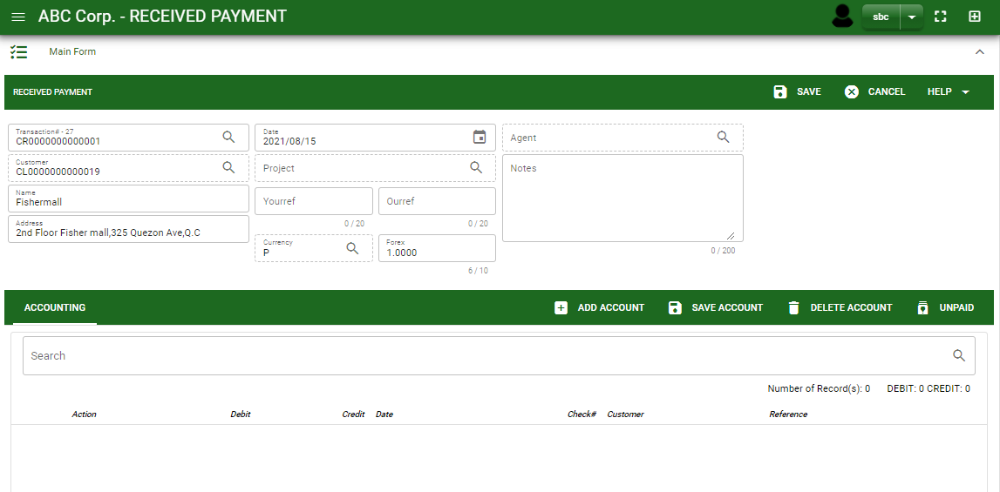 ABC Corp. - RECEIVED PAYMENT
sbc
Main Form
RECEIVED PAYMENT
SAVE
CANCEL
HELP
Transaction# - 27
CR0000000000001
Date
2021/08/15
Agent
Customer
CL0000000000019
Project
Notes
Name
Fishermall
Yourref
Ourref
0 / 20
0 / 20
Address
2nd Floor Fisher mall,325 Quezon Ave,Q.C
Currency
P
Forex
1.0000
0 / 200
6 / 10
ACCOUNTING
ADD ACCOUNT
SAVE ACCOUNT
DELETE ACCOUNT
UNPAID
Search
Number of Record(s): 0
DEBIT: 0 CREDIT: 0
Action
Debit
Credit
Date
Check#
Customer
Reference